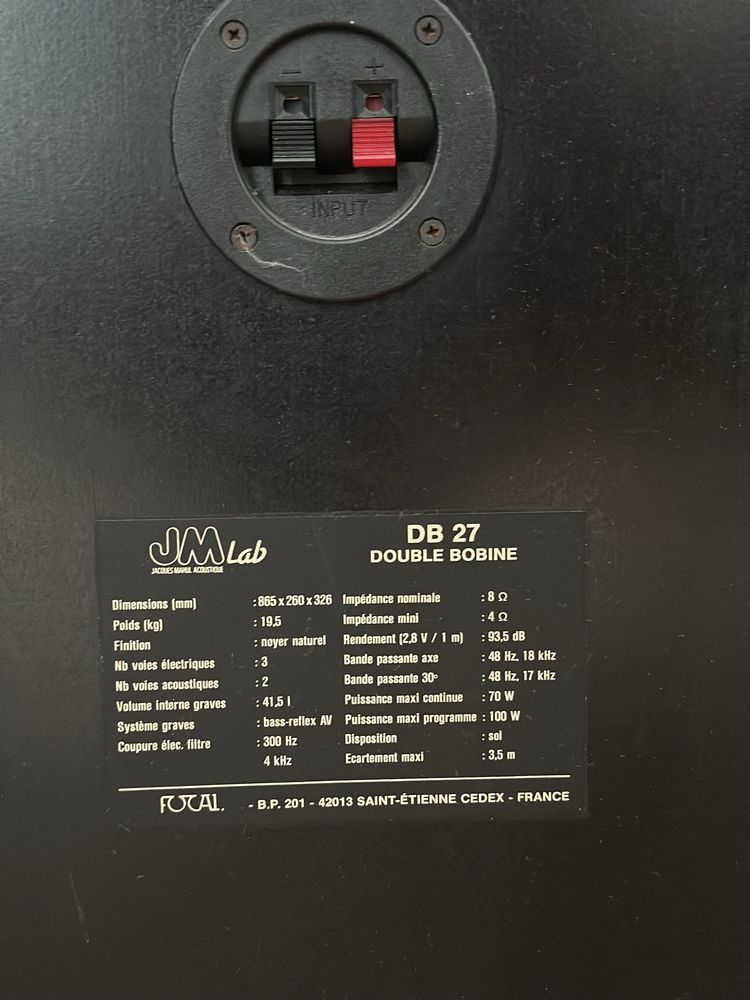 - +
INPUT
JMLab
JACQUES MAHUL ACOUSTIQUE
DB 27
DOUBLE BOBINE
Dimensions (mm) : 865 x 260 x 326
Poids (kg) : 19,5
Finition : noyer naturel
Nb voies électriques : 3
Nb voies acoustiques : 2
Volume interne graves : 41,5 l
Système graves : bass-reflex AV
Coupure élec. filtre : 300 Hz
4 kHz
Impédance nominale : 8 Ω
Impédance mini : 4 Ω
Rendement (2,8 V / 1 m) : 93,5 dB
Bande passante axe : 48 Hz, 18 kHz
Bande passante 30° : 48 Hz, 17 kHz
Puissance maxi continue : 70 W
Puissance maxi programme : 100 W
Disposition : sol
Ecartement maxi : 3,5 m
FOCAL. - B.P. 201 - 42013 SAINT-ÉTIENNE CEDEX - FRANCE